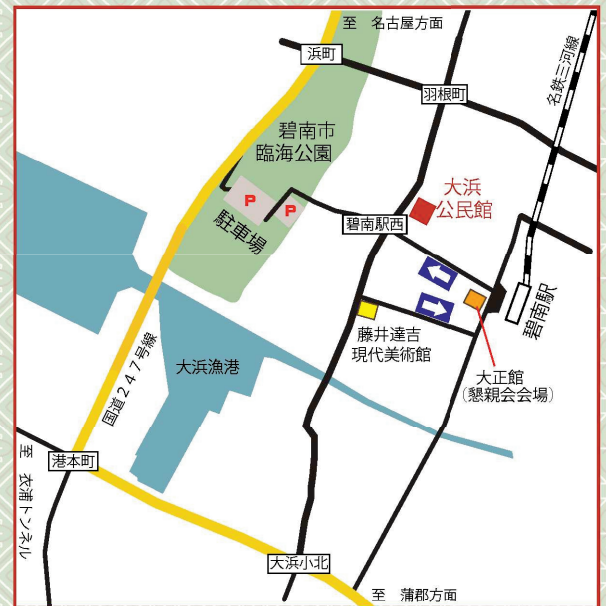 至　名古屋方面
浜町
名鉄三河線
羽根町
碧南市
臨海公園
P
P
駐車場
大浜
公民館
碧南駅西
碧南駅
藤井達吉
現代美術館
大正館
(懇親会会場)
大浜漁港
国道２４７号線
港本町
至　衣浦トンネル
大浜小北
至　蒲郡方面